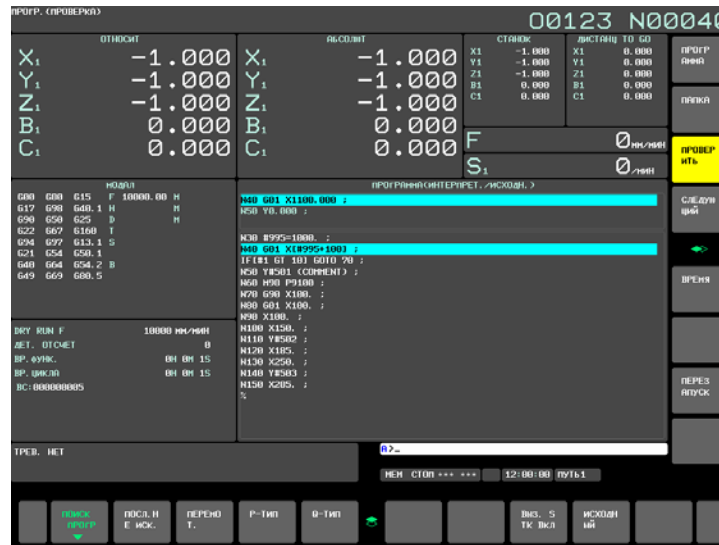 ПРОГР. (ПРОВЕРКА)
O0123 N0004
ОТНОСИТ
X1 -1.000
Y1 -1.000
Z1 -1.000
B1 0.000
C1 0.000
АБСОЛЮТ
X1 -1.000
Y1 -1.000
Z1 -1.000
B1 0.000
C1 0.000
СТАНОК
X1 -1.000
Y1 -1.000
Z1 -1.000
B1 0.000
C1 0.000
ДИСТАНЦ TO GO
X1 0.000
Y1 0.000
Z1 0.000
B1 0.000
C1 0.000
F 0 ММ/МИН
S1 0 /МИН
МОДАЛ
G00 G80 G15 F 10000.00 M
G17 G98 G40.1 H M
G90 G50 G25 D M
G22 G67 G160 T
G94 G97 G13.1 S
G21 G54 G50.1
G40 G64 G54.2 B
G49 G69 G80.5
DRY RUN F 10000 ММ/МИН
ДЕТ. ОТСЧЕТ 0
ВР. ФУНК. 0H 0M 1S
ВР. ЦИКЛА 0H 0M 1S
ВС:000000005
ПРОГРАММА(ИНТЕРПРЕТ./ИСХОДН.)
N40 G01 X1100.000 ;
N50 Y0.000 ;
N30 #995=1000. ;
N40 G01 X[#995+100] ;
IF[#1 GT 10] GOTO 70 ;
N50 Y#501 (COMMENT) ;
N60 M98 P9100 ;
N70 G90 X100. ;
N80 G01 X100. ;
N90 X100. ;
N100 X150. ;
N110 Y#502 ;
N120 X185. ;
N130 X250. ;
N140 Y#503 ;
N150 X205. ;
%
ТРЕВ. НЕТ
A>_
MEM СТОП *** *** 12:00:00 ПУТЬ1
ПРОГР
АММА
ПАПКА
ПРОВЕР
ИТЬ
СЛЕДУЮ
ЩИЙ
ВРЕМЯ
ПЕРЕЗ
АПУСК
ПОИСК
ПРОГР
ПОСЛ.Н
Е ИСК.
ПЕРЕМО
Т.
P-ТИП
Q-ТИП
ВИЗ. S
TK ВКЛ
ИСХОДН
ЫЙ